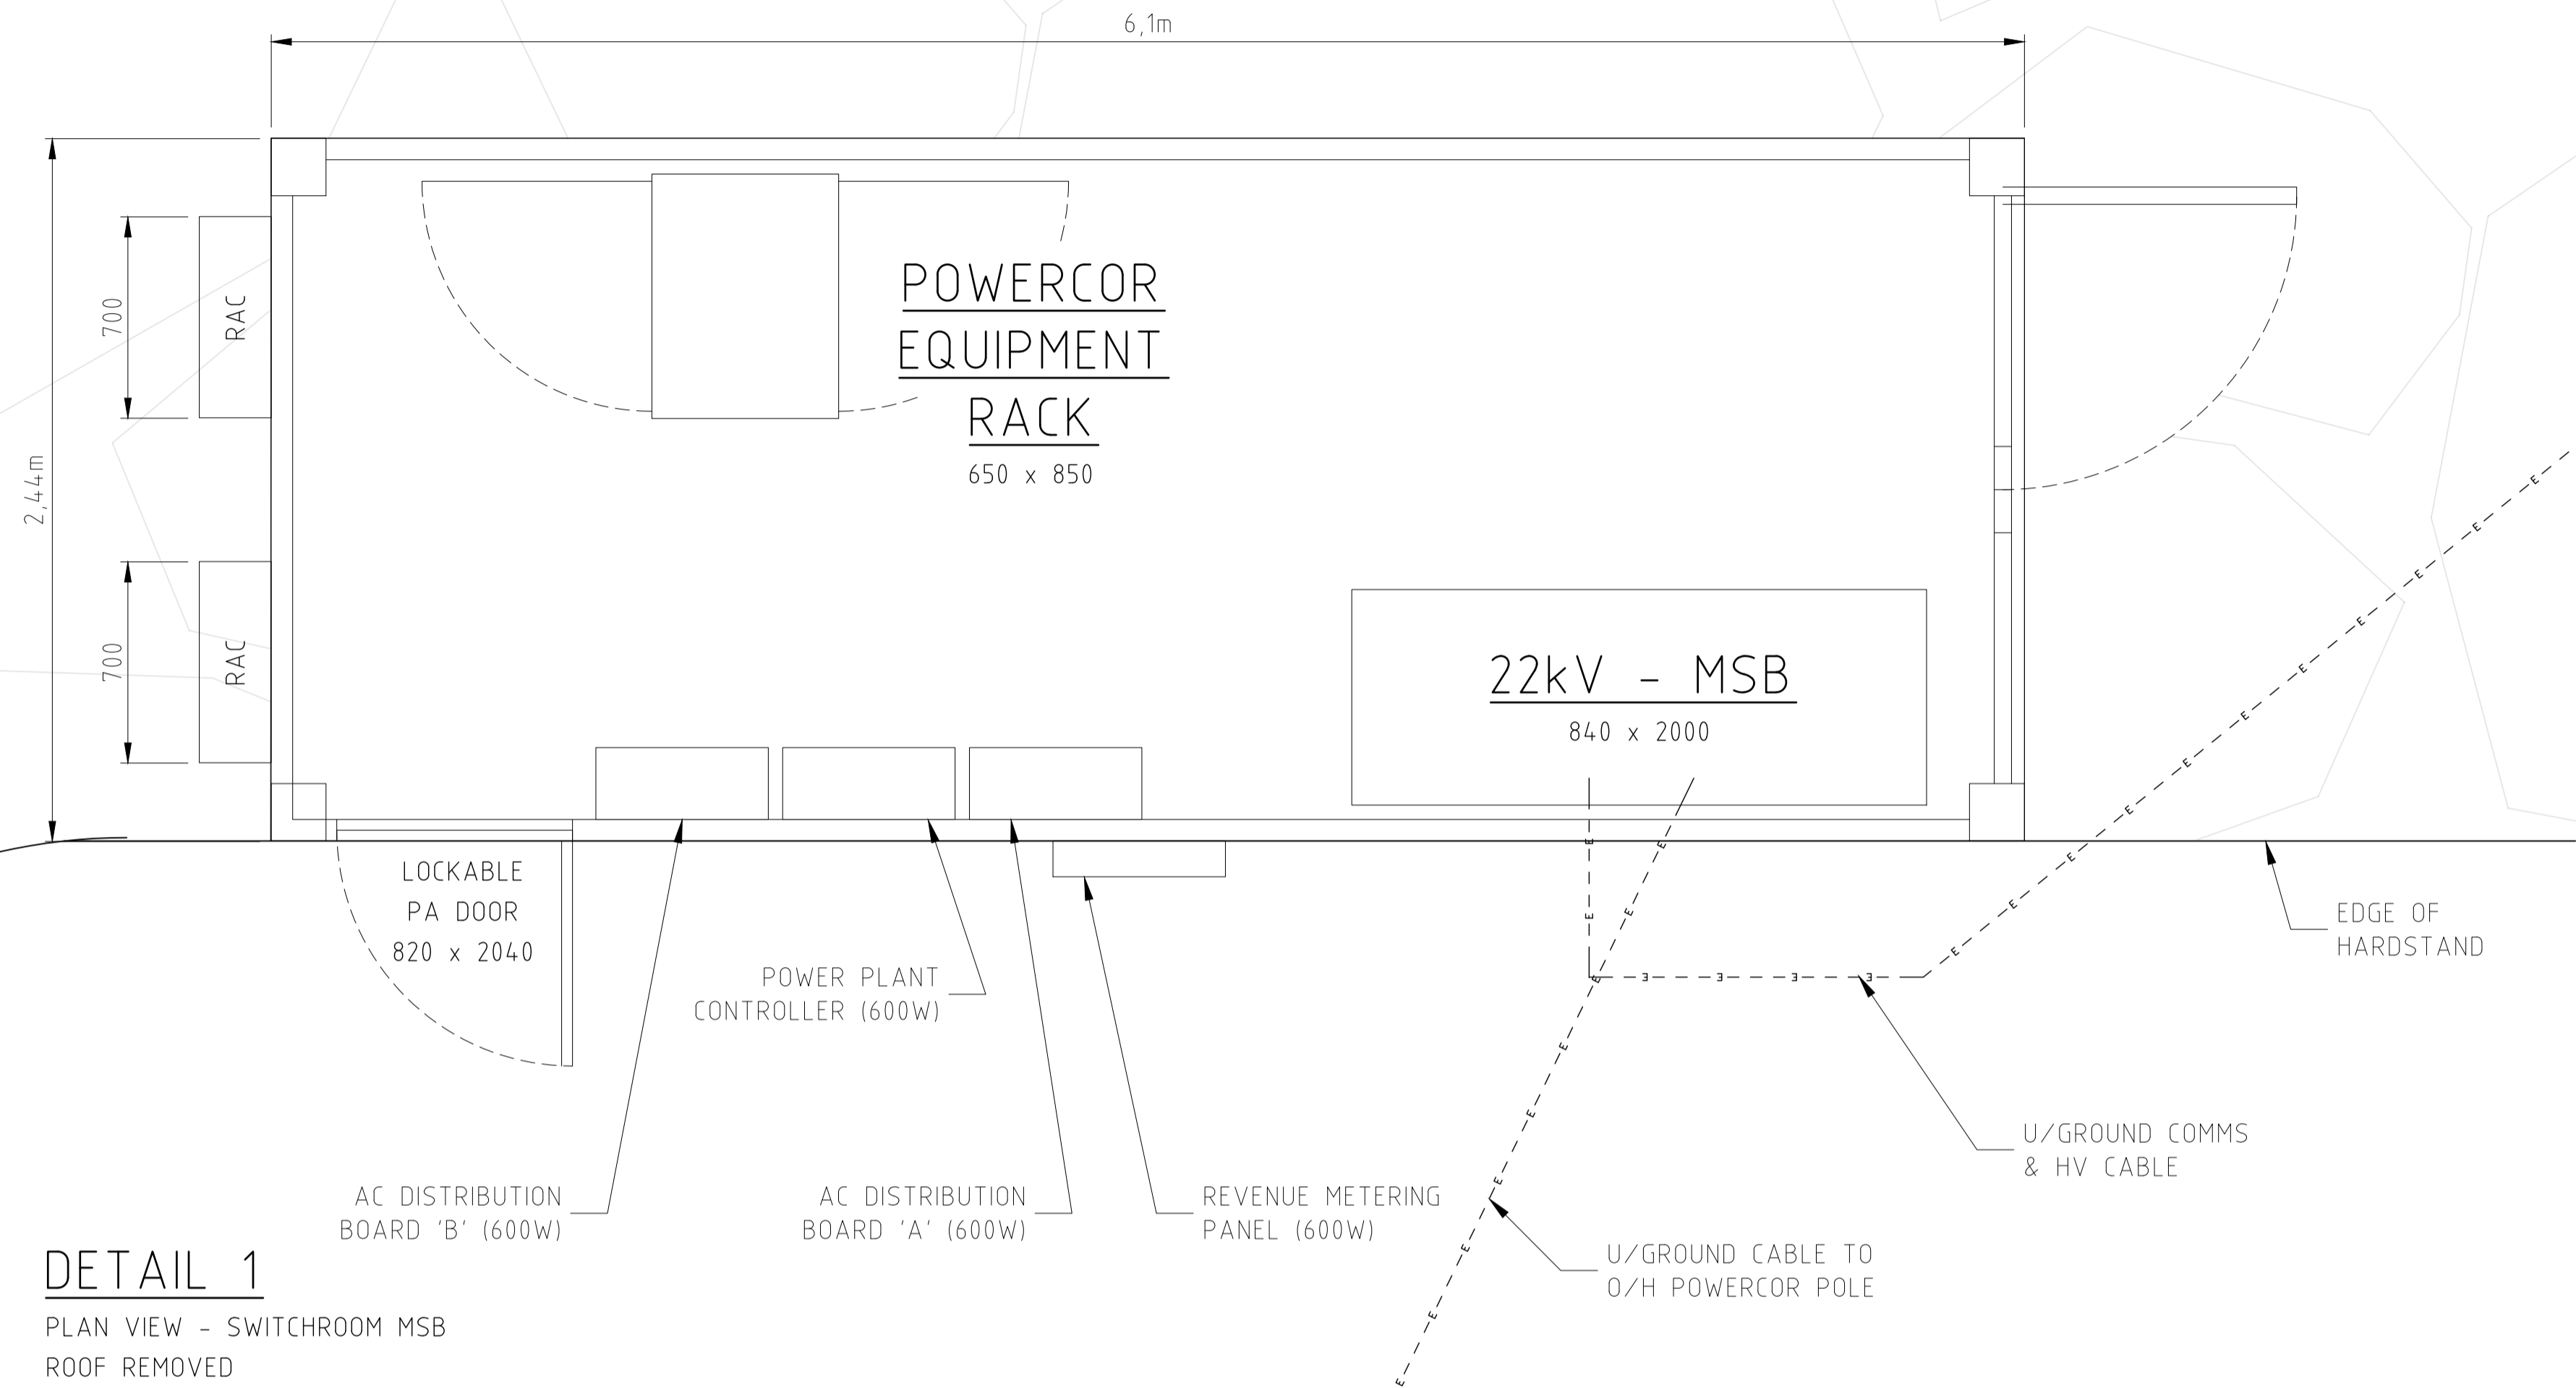 6,1m
2,44m
700
RAC
700
RAC
POWERCOR
EQUIPMENT
RACK
650 x 850
22kV - MSB
840 x 2000
LOCKABLE
PA DOOR
820 x 2040
POWER PLANT
CONTROLLER (600W)
AC DISTRIBUTION
BOARD 'B' (600W)
AC DISTRIBUTION
BOARD 'A' (600W)
REVENUE METERING
PANEL (600W)
EDGE OF
HARDSTAND
U/GROUND COMMS
& HV CABLE
U/GROUND CABLE TO
O/H POWERCOR POLE
E E E E E E E E E E
E E
E E E E
E E E E E E E E E
DETAIL 1
PLAN VIEW - SWITCHROOM MSB
ROOF REMOVED